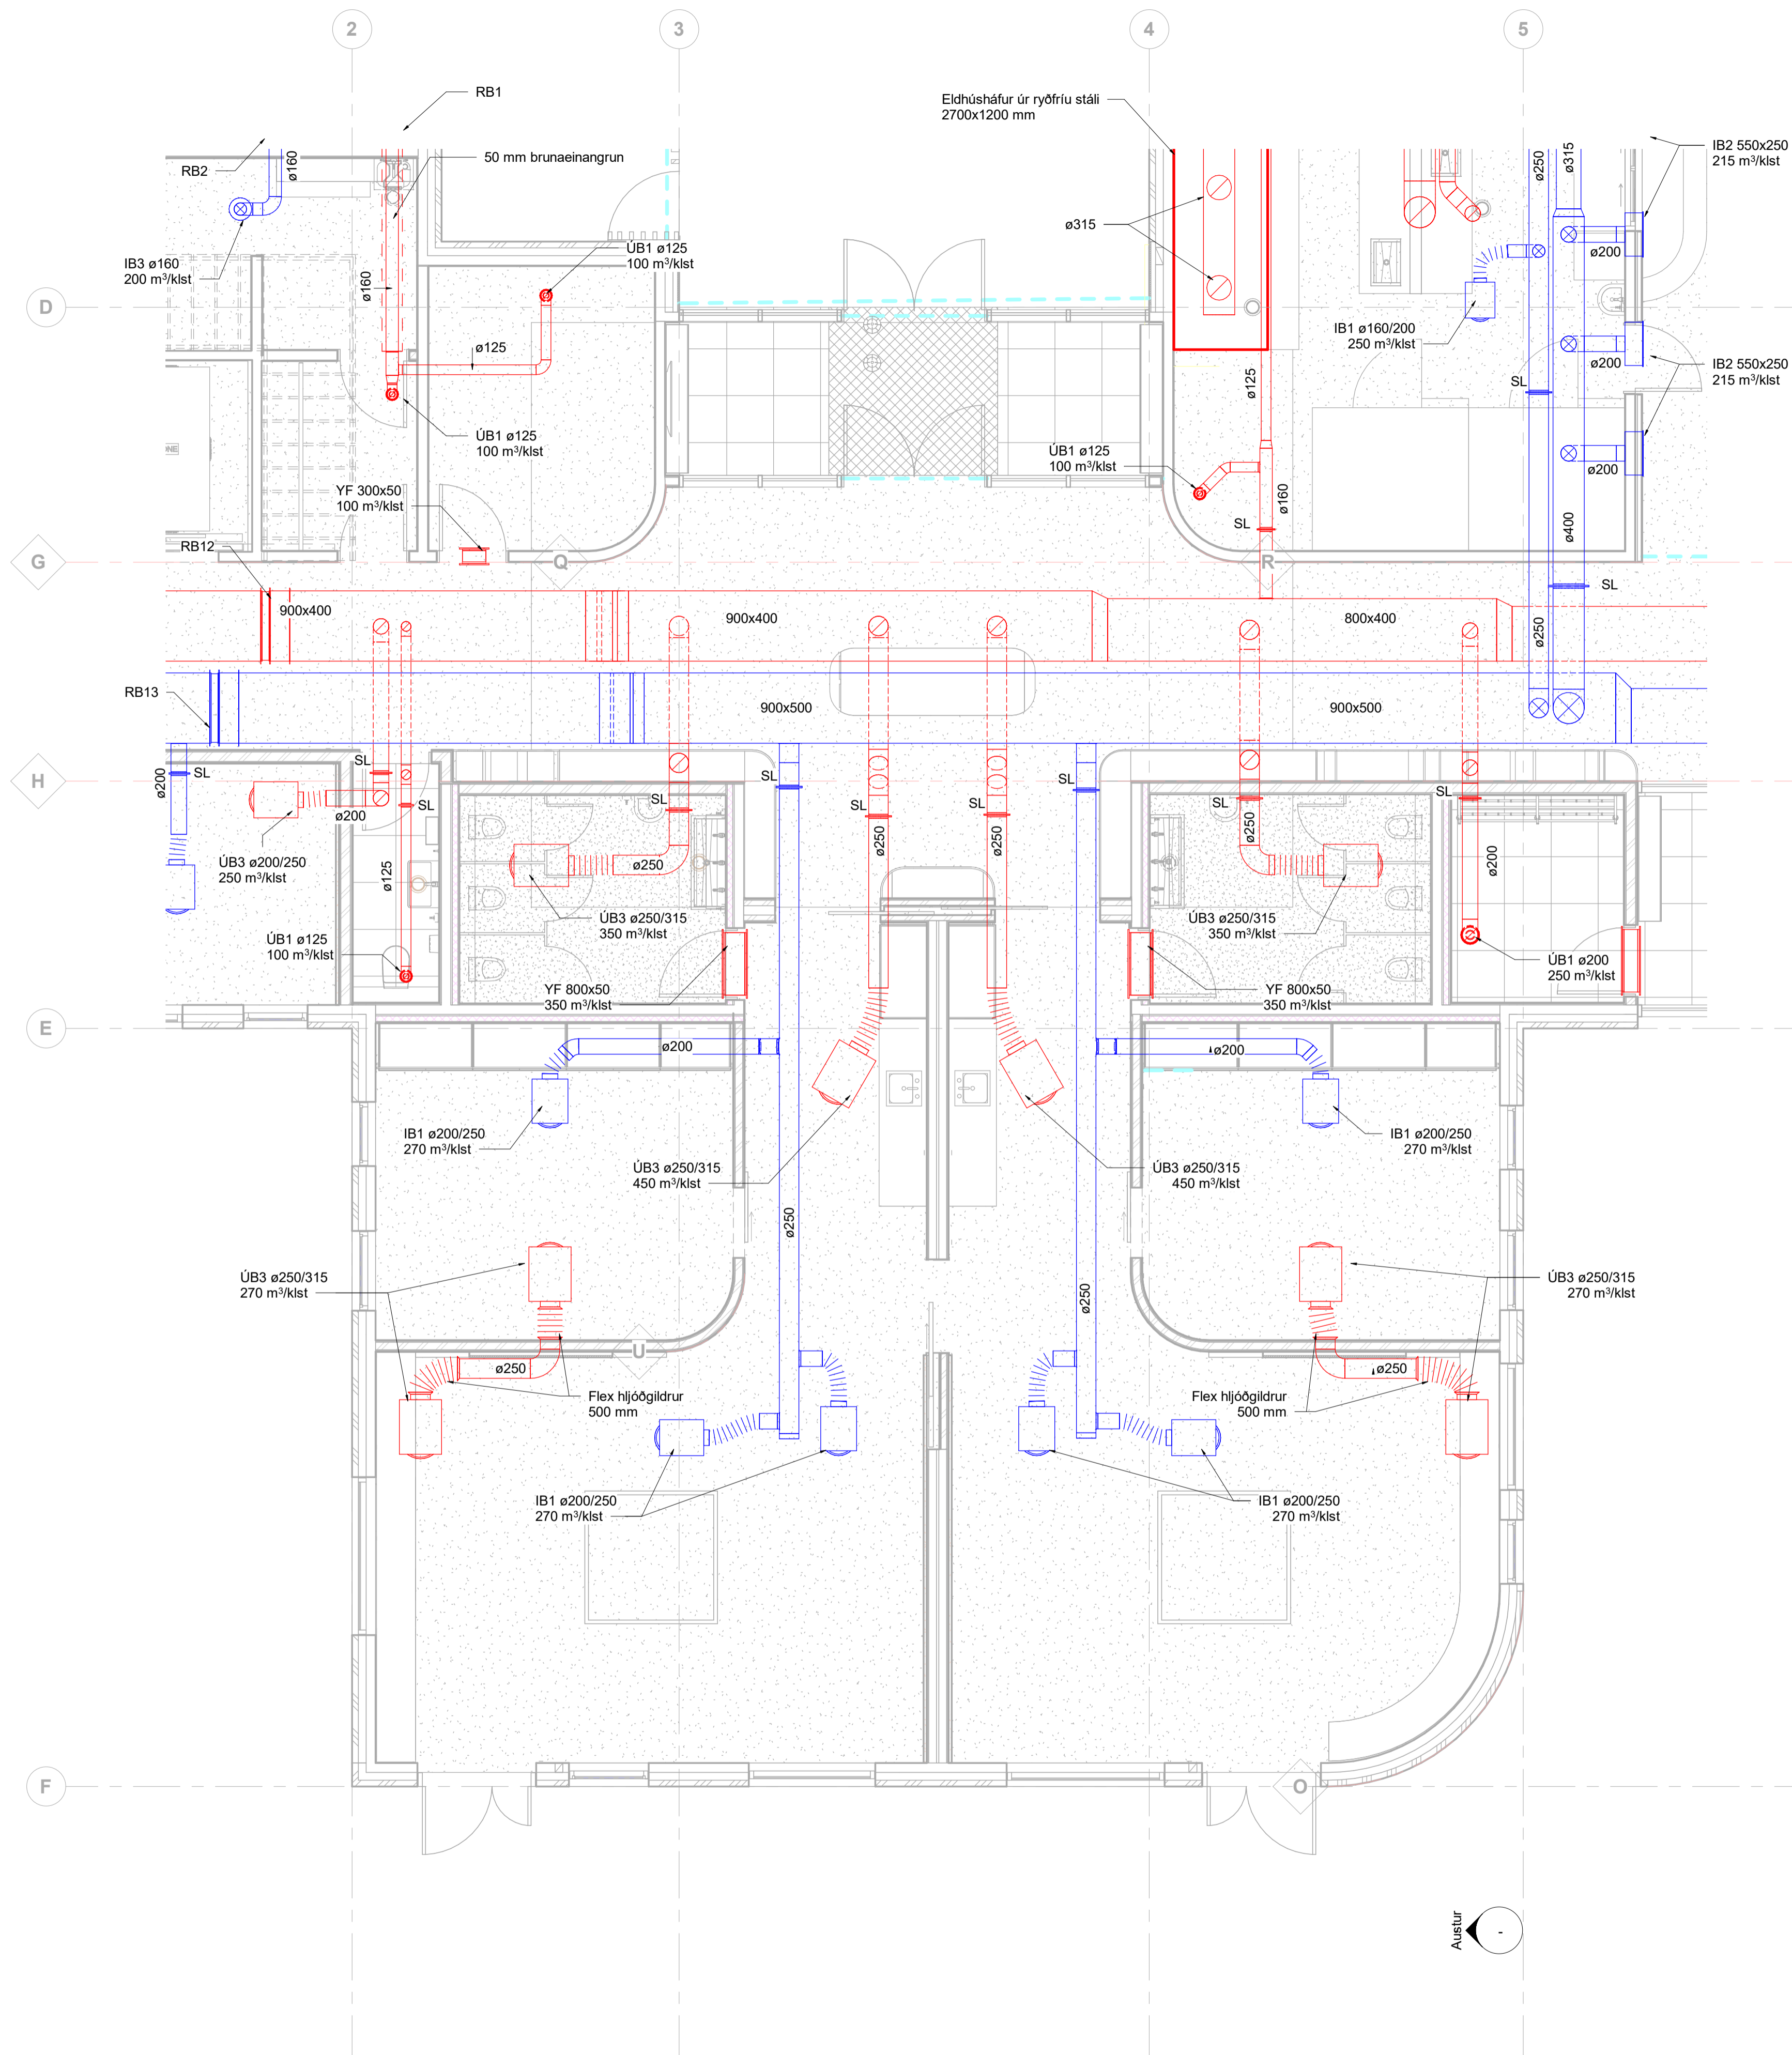 2
3
4
5
RB1
50 mm brunaeinangrun
RB2
ø160
IB3 ø160
200 m³/klst
ø160
ÚB1 ø125
100 m³/klst
ø125
ÚB1 ø125
100 m³/klst
YF 300x50
100 m³/klst
Eldhúsháfur úr ryðfríu stáli
2700x1200 mm
ø315
ø125
ÚB1 ø125
100 m³/klst
SL
ø160
ø250
ø315
IB2 550x250
215 m³/klst
ø200
IB1 ø160/200
250 m³/klst
ø200
IB2 550x250
215 m³/klst
SL
ø200
ø400
SL
ø250
D
G
Q
R
RB12
900x400
900x400
800x400
RB13
900x500
900x500
H
ø200
SL
SL
ø200
SL
ÚB3 ø200/250
250 m³/klst
ø125
ÚB1 ø125
100 m³/klst
SL
ø250
ÚB3 ø250/315
350 m³/klst
YF 800x50
350 m³/klst
SL
SL
ø250
SL
ø250
SL
SL
ø250
ÚB3 ø250/315
350 m³/klst
YF 800x50
350 m³/klst
SL
ø200
ÚB1 ø200
250 m³/klst
E
ø200
ø200
IB1 ø200/250
270 m³/klst
IB1 ø200/250
270 m³/klst
ÚB3 ø250/315
450 m³/klst
ÚB3 ø250/315
450 m³/klst
ø250
ø250
ÚB3 ø250/315
270 m³/klst
ÚB3 ø250/315
270 m³/klst
U
ø250
ø250
Flex hljóðgildrur
500 mm
Flex hljóðgildrur
500 mm
IB1 ø200/250
270 m³/klst
IB1 ø200/250
270 m³/klst
F
O
Austur
-